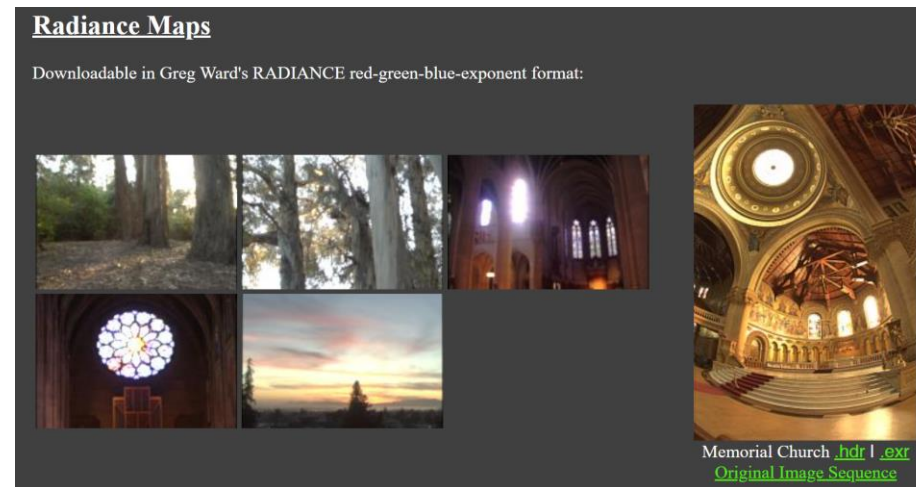 Radiance Maps
Downloadable in Greg Ward's RADIANCE red-green-blue-exponent format:
Memorial Church .hdr | .exr
Original Image Sequence